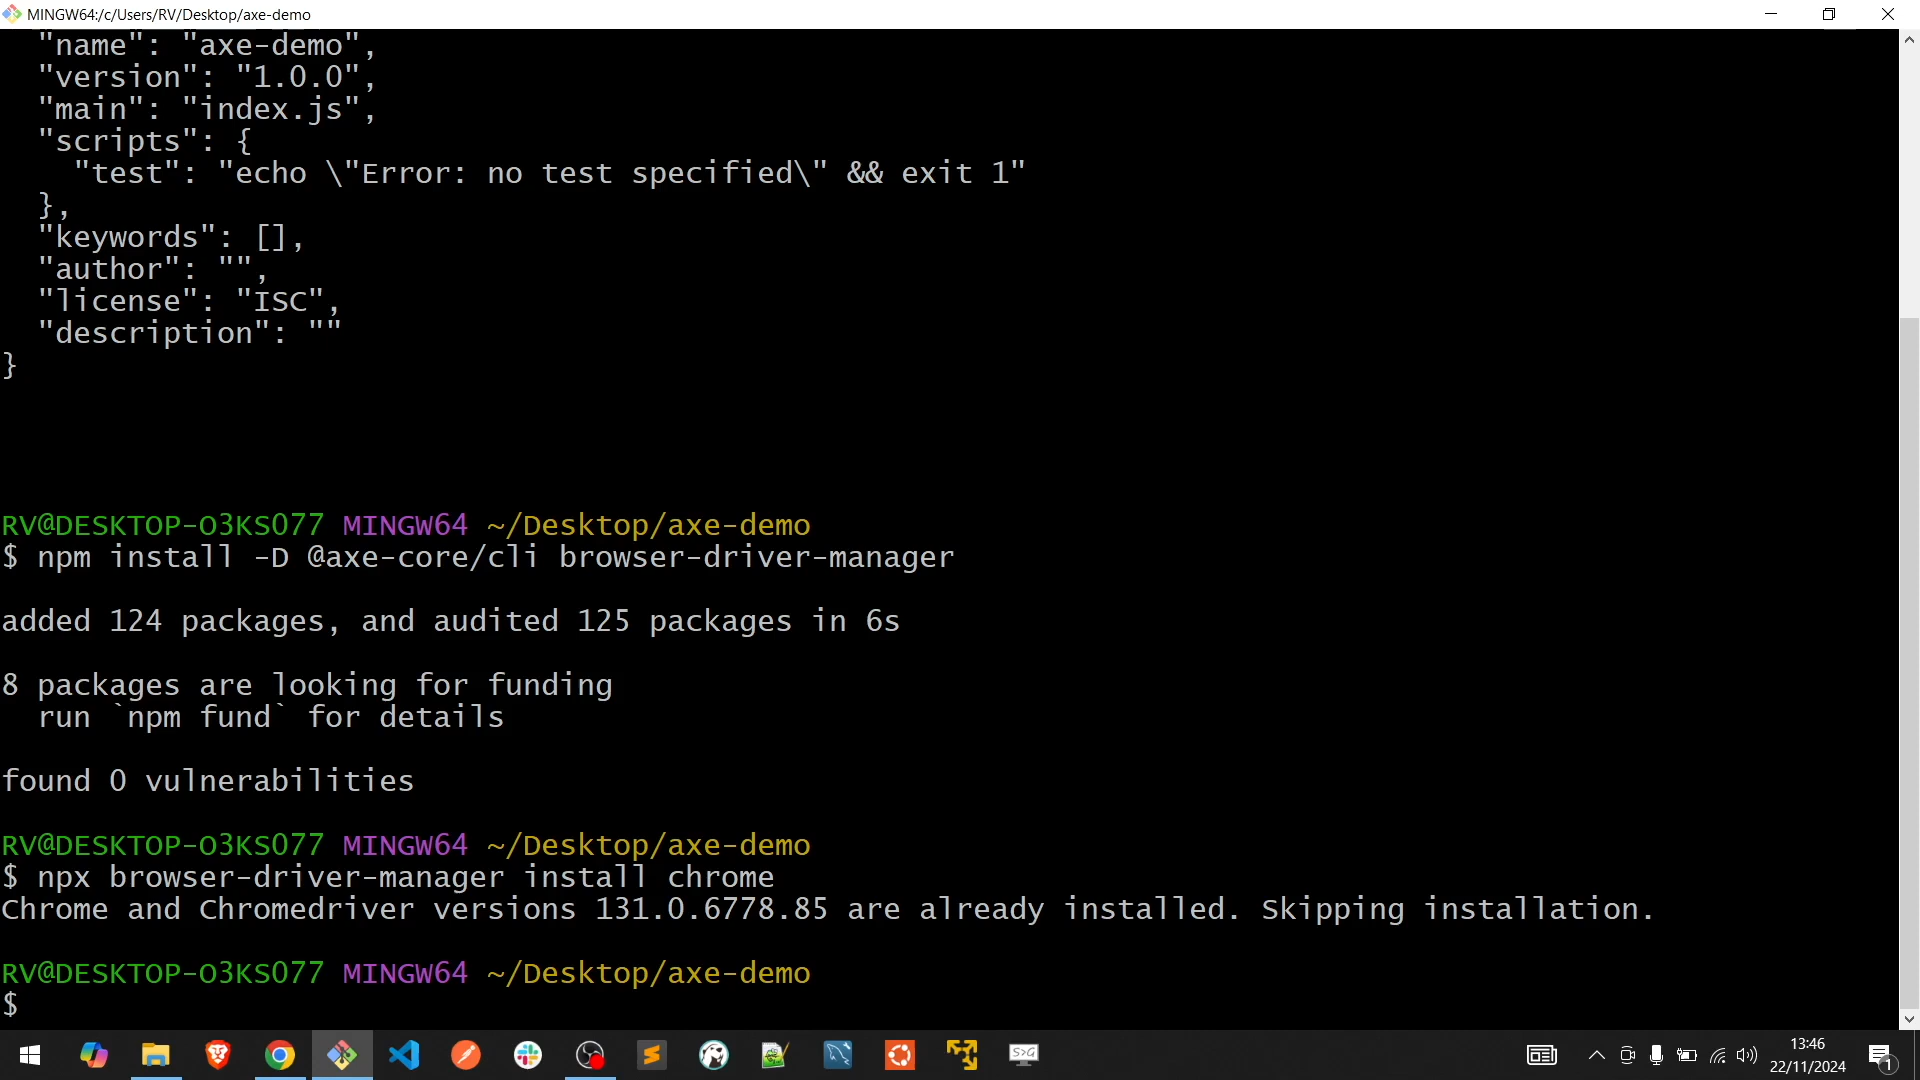 MINGW64:/c/Users/RV/Desktop/axe-demo
"name": "axe-demo",
"version": "1.0.0",
"main": "index.js",
"scripts": {
"test": "echo \"Error: no test specified\" && exit 1"
},
"keywords": [],
"author": "",
"license": "ISC",
"description": ""
}
RV@DESKTOP-O3KSO77 MINGW64 ~/Desktop/axe-demo
$ npm install -D @axe-core/cli browser-driver-manager
added 124 packages, and audited 125 packages in 6s
8 packages are looking for funding
run `npm fund` for details
found 0 vulnerabilities
RV@DESKTOP-O3KSO77 MINGW64 ~/Desktop/axe-demo
$ npx browser-driver-manager install chrome
Chrome and Chromedriver versions 131.0.6778.85 are already installed. Skipping installation.
RV@DESKTOP-O3KSO77 MINGW64 ~/Desktop/axe-demo
$
S>G
13:46
22/11/2024
1